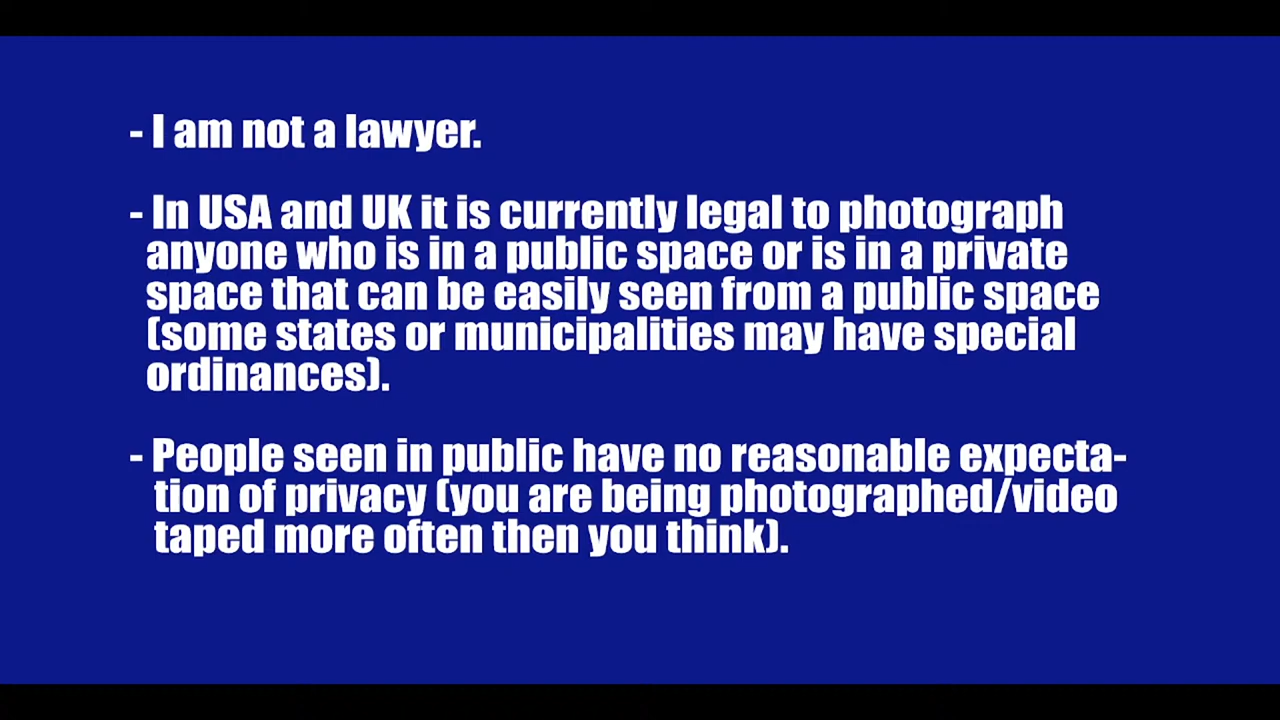 - I am not a lawyer.
- In USA and UK it is currently legal to photograph
anyone who is in a public space or is in a private
space that can be easily seen from a public space
(some states or municipalities may have special
ordinances).
- People seen in public have no reasonable expecta-
tion of privacy (you are being photographed/video
taped more often then you think).